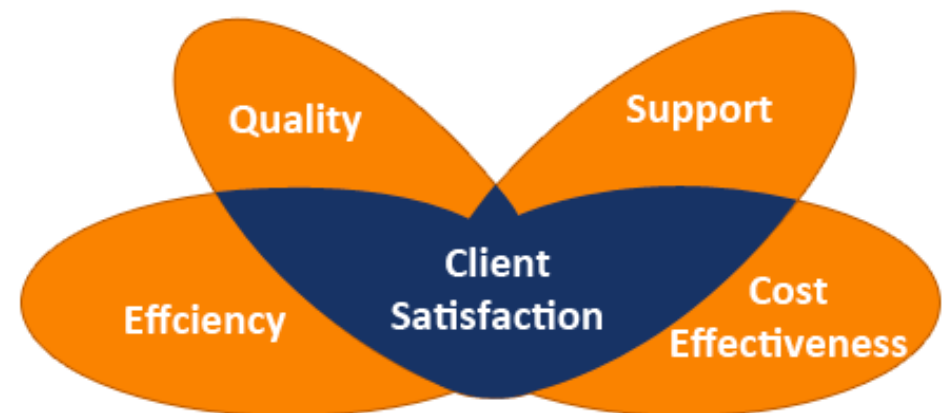 Quality
Support
Client
Satisfaction
Effciency
Cost
Effectiveness